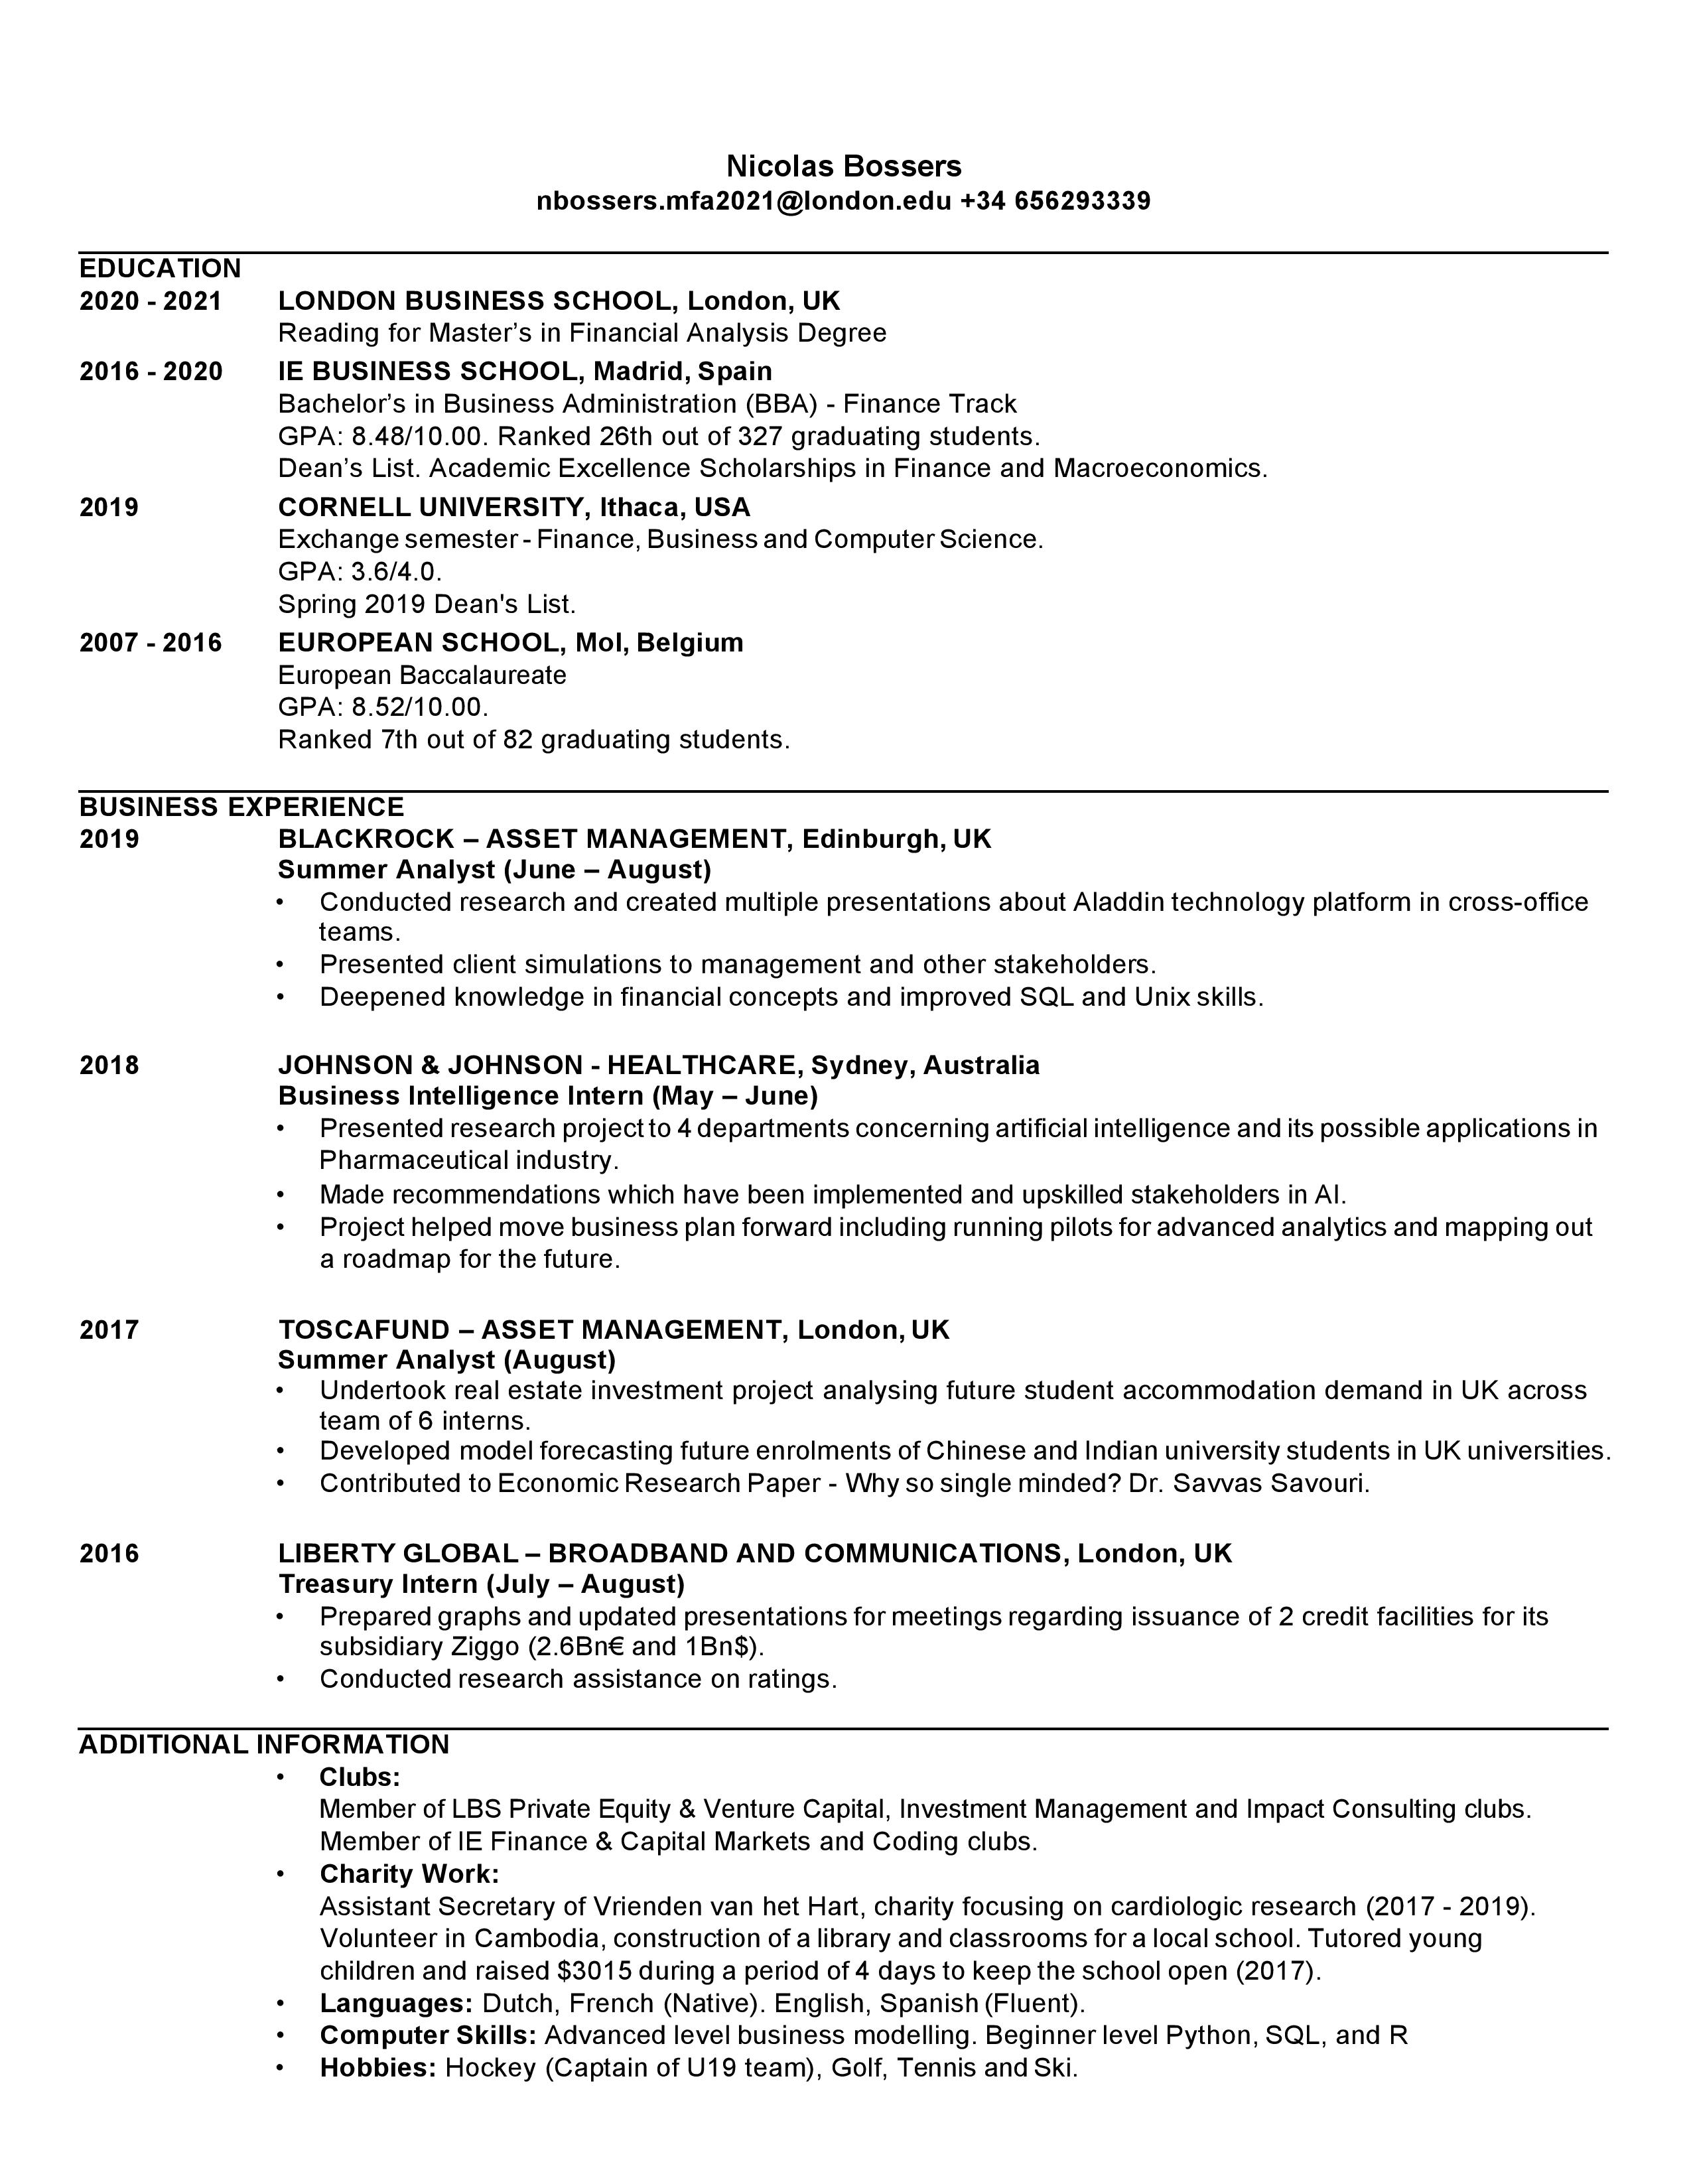 Nicolas Bossers
nbossers.mfa2021@london.edu +34 656293339
EDUCATION
2020 - 2021 LONDON BUSINESS SCHOOL, London, UK
Reading for Master’s in Financial Analysis Degree
2016 - 2020 IE BUSINESS SCHOOL, Madrid, Spain
Bachelor’s in Business Administration (BBA) - Finance Track
GPA: 8.48/10.00. Ranked 26th out of 327 graduating students.
Dean’s List. Academic Excellence Scholarships in Finance and Macroeconomics.
2019 CORNELL UNIVERSITY, Ithaca, USA
Exchange semester - Finance, Business and Computer Science.
GPA: 3.6/4.0.
Spring 2019 Dean's List.
2007 - 2016 EUROPEAN SCHOOL, Mol, Belgium
European Baccalaureate
GPA: 8.52/10.00.
Ranked 7th out of 82 graduating students.
BUSINESS EXPERIENCE
2019 BLACKROCK – ASSET MANAGEMENT, Edinburgh, UK
Summer Analyst (June – August)
• Conducted research and created multiple presentations about Aladdin technology platform in cross-office
teams.
• Presented client simulations to management and other stakeholders.
• Deepened knowledge in financial concepts and improved SQL and Unix skills.
2018 JOHNSON & JOHNSON - HEALTHCARE, Sydney, Australia
Business Intelligence Intern (May – June)
• Presented research project to 4 departments concerning artificial intelligence and its possible applications in
Pharmaceutical industry.
• Made recommendations which have been implemented and upskilled stakeholders in AI.
• Project helped move business plan forward including running pilots for advanced analytics and mapping out
a roadmap for the future.
2017 TOSCAFUND – ASSET MANAGEMENT, London, UK
Summer Analyst (August)
• Undertook real estate investment project analysing future student accommodation demand in UK across
team of 6 interns.
• Developed model forecasting future enrolments of Chinese and Indian university students in UK universities.
• Contributed to Economic Research Paper - Why so single minded? Dr. Savvas Savouri.
2016 LIBERTY GLOBAL – BROADBAND AND COMMUNICATIONS, London, UK
Treasury Intern (July – August)
• Prepared graphs and updated presentations for meetings regarding issuance of 2 credit facilities for its
subsidiary Ziggo (2.6Bn€ and 1Bn$).
• Conducted research assistance on ratings.
ADDITIONAL INFORMATION
• Clubs:
Member of LBS Private Equity & Venture Capital, Investment Management and Impact Consulting clubs.
Member of IE Finance & Capital Markets and Coding clubs.
• Charity Work:
Assistant Secretary of Vrienden van het Hart, charity focusing on cardiologic research (2017 - 2019).
Volunteer in Cambodia, construction of a library and classrooms for a local school. Tutored young
children and raised $3015 during a period of 4 days to keep the school open (2017).
• Languages: Dutch, French (Native). English, Spanish (Fluent).
• Computer Skills: Advanced level business modelling. Beginner level Python, SQL, and R
• Hobbies: Hockey (Captain of U19 team), Golf, Tennis and Ski.